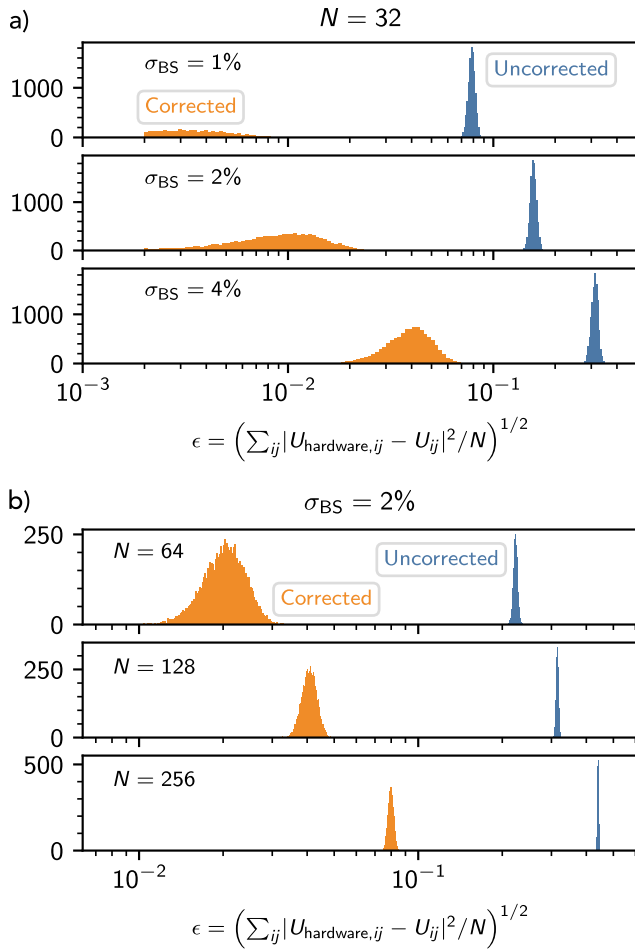 a)
N = 32
σBS = 1%
Corrected
Uncorrected
1000
0
σBS = 2%
1000
0
σBS = 4%
1000
0
10⁻³
10⁻²
10⁻¹
ϵ = (∑ij|Uhardware,ij − Uij|²/N)^1/2
b)
σBS = 2%
250
0
N = 64
Uncorrected
Corrected
250
0
N = 128
500
0
N = 256
10⁻²
10⁻¹
ϵ = (∑ij|Uhardware,ij − Uij|²/N)^1/2